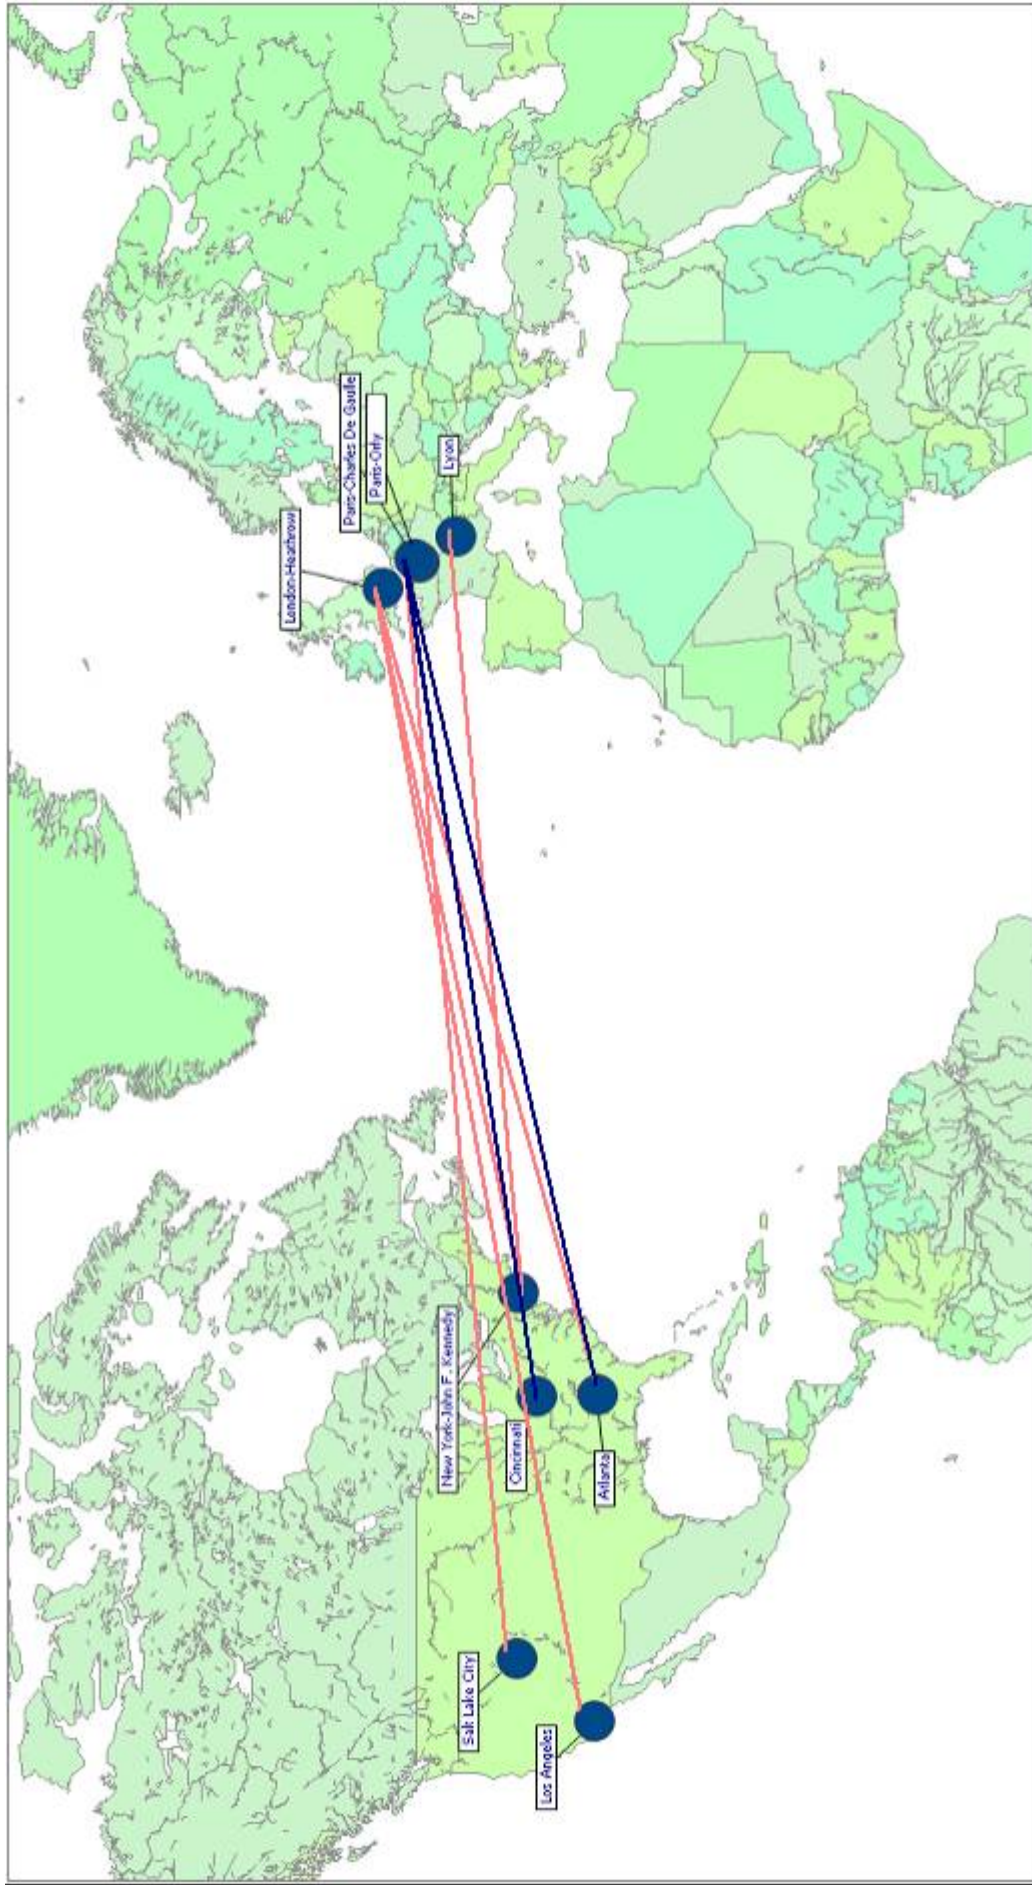 London-Heathrow
Paris-Charles De Gaulle
Paris-Orly
Lyon
New York-John F. Kennedy
Cincinnati
Atlanta
Salt Lake City
Los Angeles